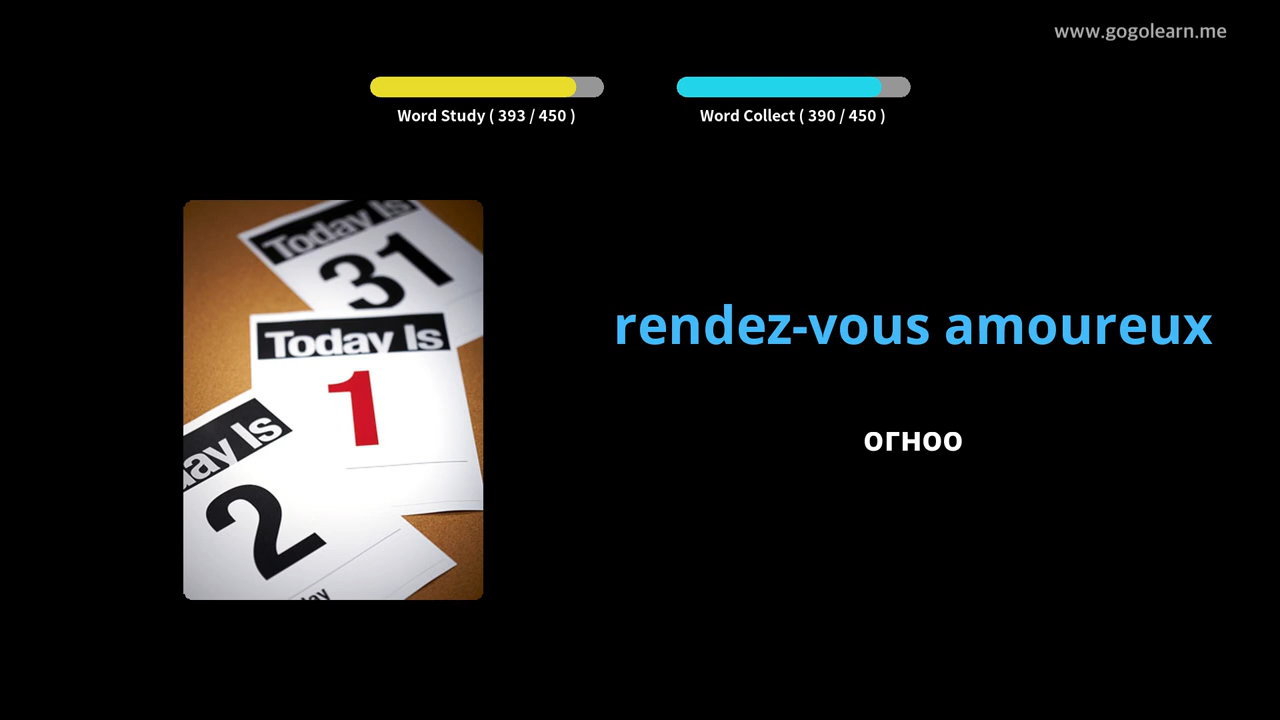 www.gogolearn.me
Word Study ( 393 / 450 )
Word Collect ( 390 / 450 )
Today Is
31
Today Is
1
ay Is
2
day
rendez-vous amoureux
огноо